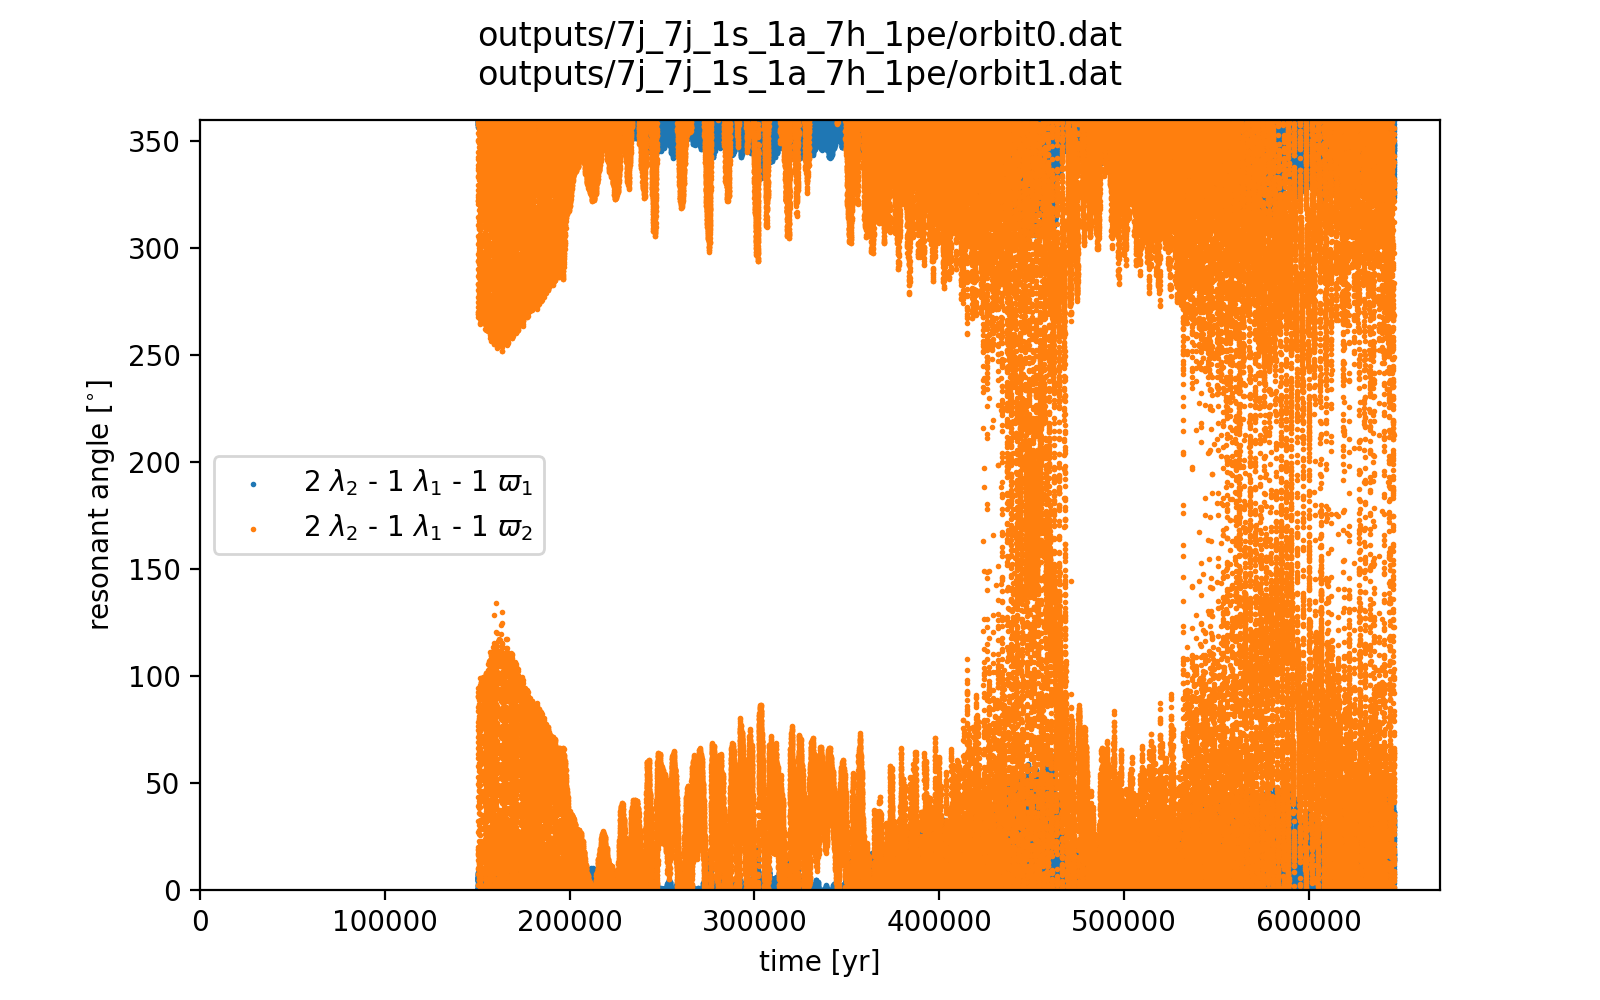 outputs/7j_7j_1s_1a_7h_1pe/orbit0.dat
outputs/7j_7j_1s_1a_7h_1pe/orbit1.dat
350
300
250
200
150
100
50
0
resonant angle [°]
2 λ₂ - 1 λ₁ - 1 ϖ₁
2 λ₂ - 1 λ₁ - 1 ϖ₂
0
100000
200000
300000
400000
500000
600000
time [yr]